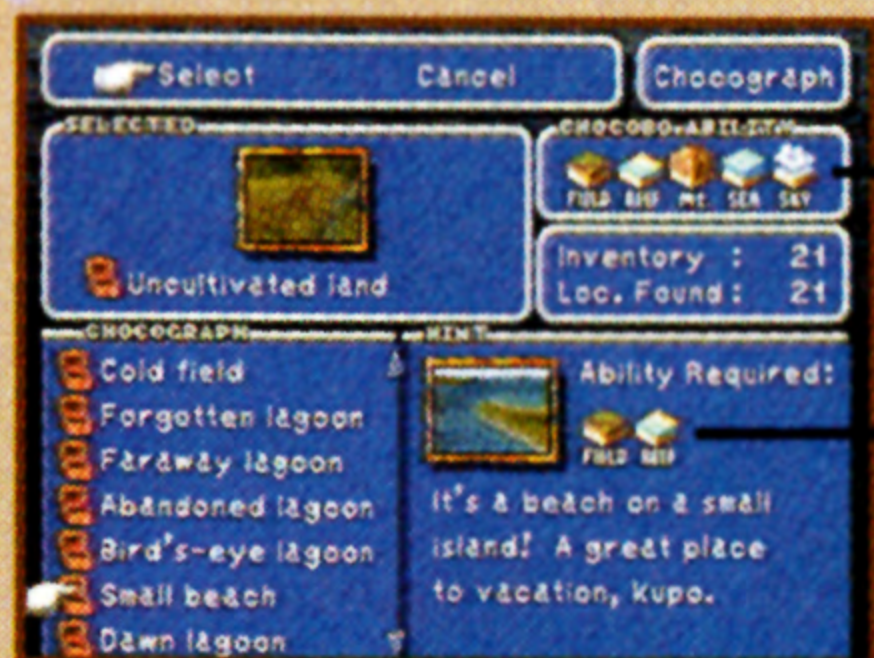 Select Cancel Chocograph
SELECTED
CHOCOBO.ABILITY
FIELD REEF Mt. SEA SKY
Uncultivated land
Inventory : 21
Loc. Found : 21
CHOCOGRAPH
Cold field
Forgotten lagoon
Faraway lagoon
Abandoned lagoon
Bird's-eye lagoon
Small beach
Dawn lagoon
HINT
Ability Required:
FIELD REEF
It's a beach on a small
island! A great place
to vacation, Kupo.